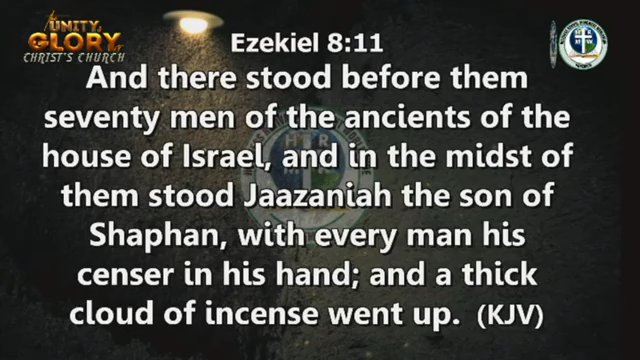 UNITY,
GLORY
CHRIST'S CHURCH
Ezekiel 8:11
And there stood before them
seventy men of the ancients of the
house of Israel, and in the midst of
them stood Jaazaniah the son of
Shaphan, with every man his
censer in his hand; and a thick
cloud of incense went up. (KJV)